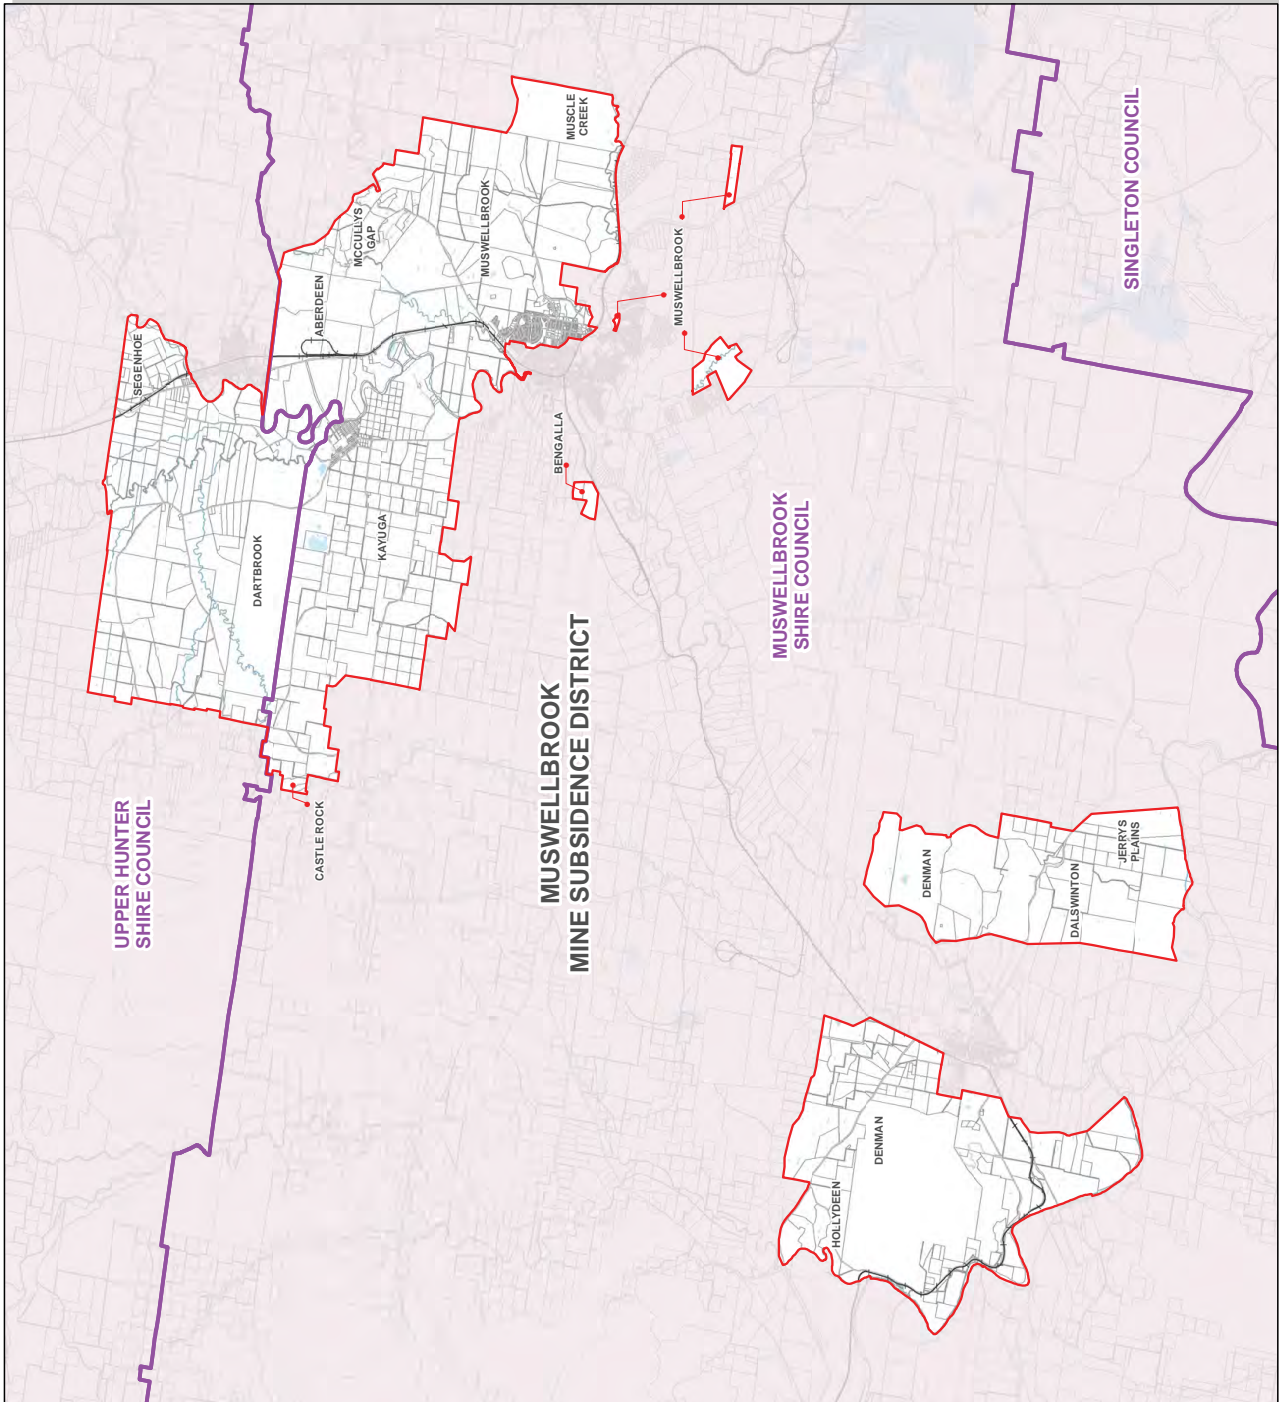 UPPER HUNTER
SHIRE COUNCIL
SEGENHOE
DARTBROOK
CASTLE ROCK
ABERDEEN
MCCULLYS
GAP
KAYUGA
MUSWELLBROOK
MUSWELLBROOK
MINE SUBSIDENCE DISTRICT
BENGALLA
MUSCLE
CREEK
MUSWELLBROOK
MUSWELLBROOK
SHIRE COUNCIL
HOLLYDEEN
DENMAN
DENMAN
DALSWINTON
JERRYS
PLAINS
SINGLETON COUNCIL